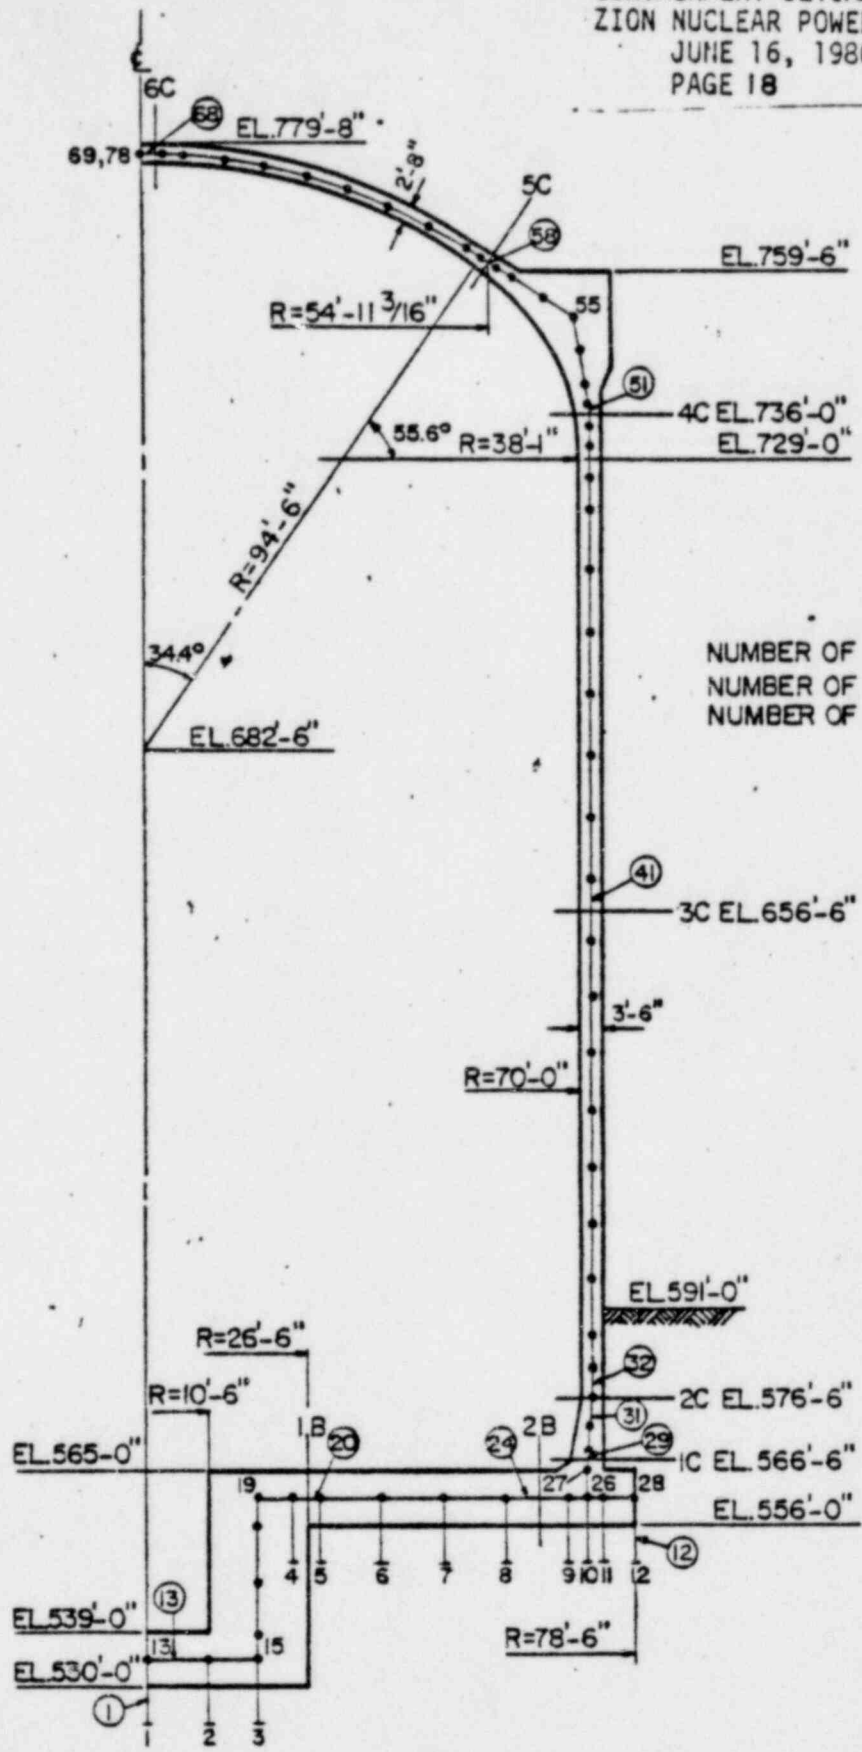 ZION NUCLEAR POWER
JUNE 16, 198
PAGE 18
℄
6C
68
EL.779'-8"
69,78
2'-8"
5C
58
EL.759'-6"
R=54'-11 3/16"
55
51
4C EL.736'-0"
55.6°
R=38'-1"
EL.729'-0"
R=94'-6"
34.4°
NUMBER OF
NUMBER OF
NUMBER OF
EL.682'-6"
41
3C EL.656'-6"
3'-6"
R=70'-0"
EL.591'-0"
R=26'-6"
32
R=10'-6"
2C EL.576'-6"
31
1B
20
24
2B
29
EL.565'-0"
1C EL.566'-6"
19
27
26
28
EL.556'-0"
12
4
5
6
7
8
9
10
11
12
13
EL.539'-0"
13
15
R=78'-6"
EL.530'-0"
1
1
2
3